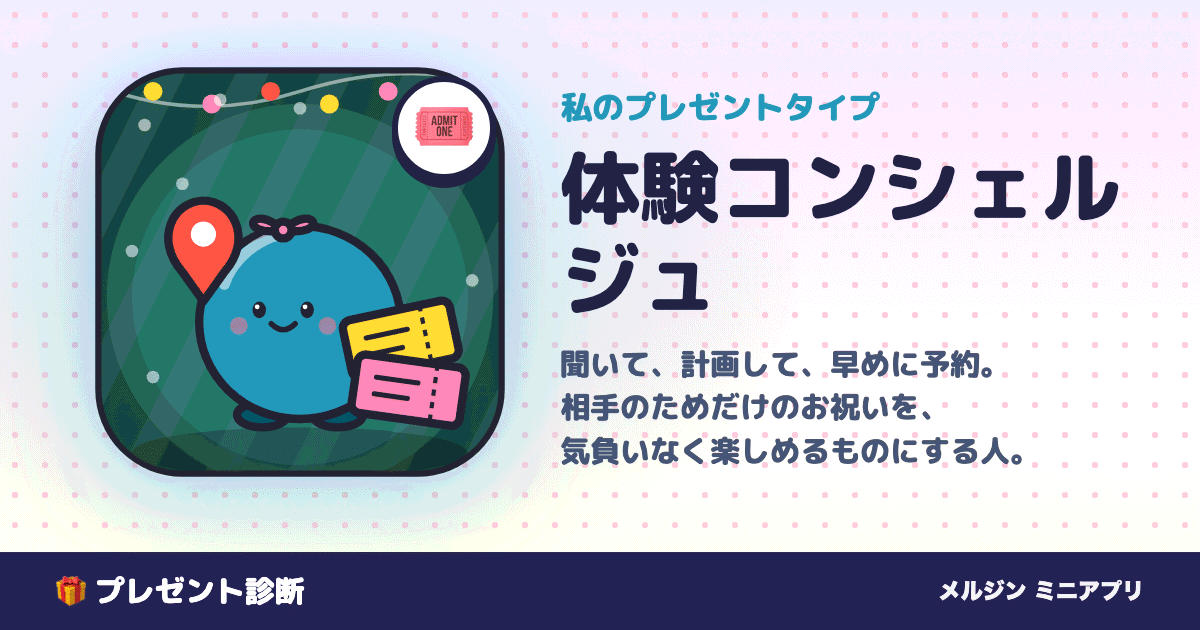 ADMIT
ONE
私のプレゼントタイプ
体験コンシェル
ジュ
聞いて、計画して、早めに予約。
相手のためだけのお祝いを、
気負いなく楽しめるものにする人。
プレゼント診断
メルジン ミニアプリ